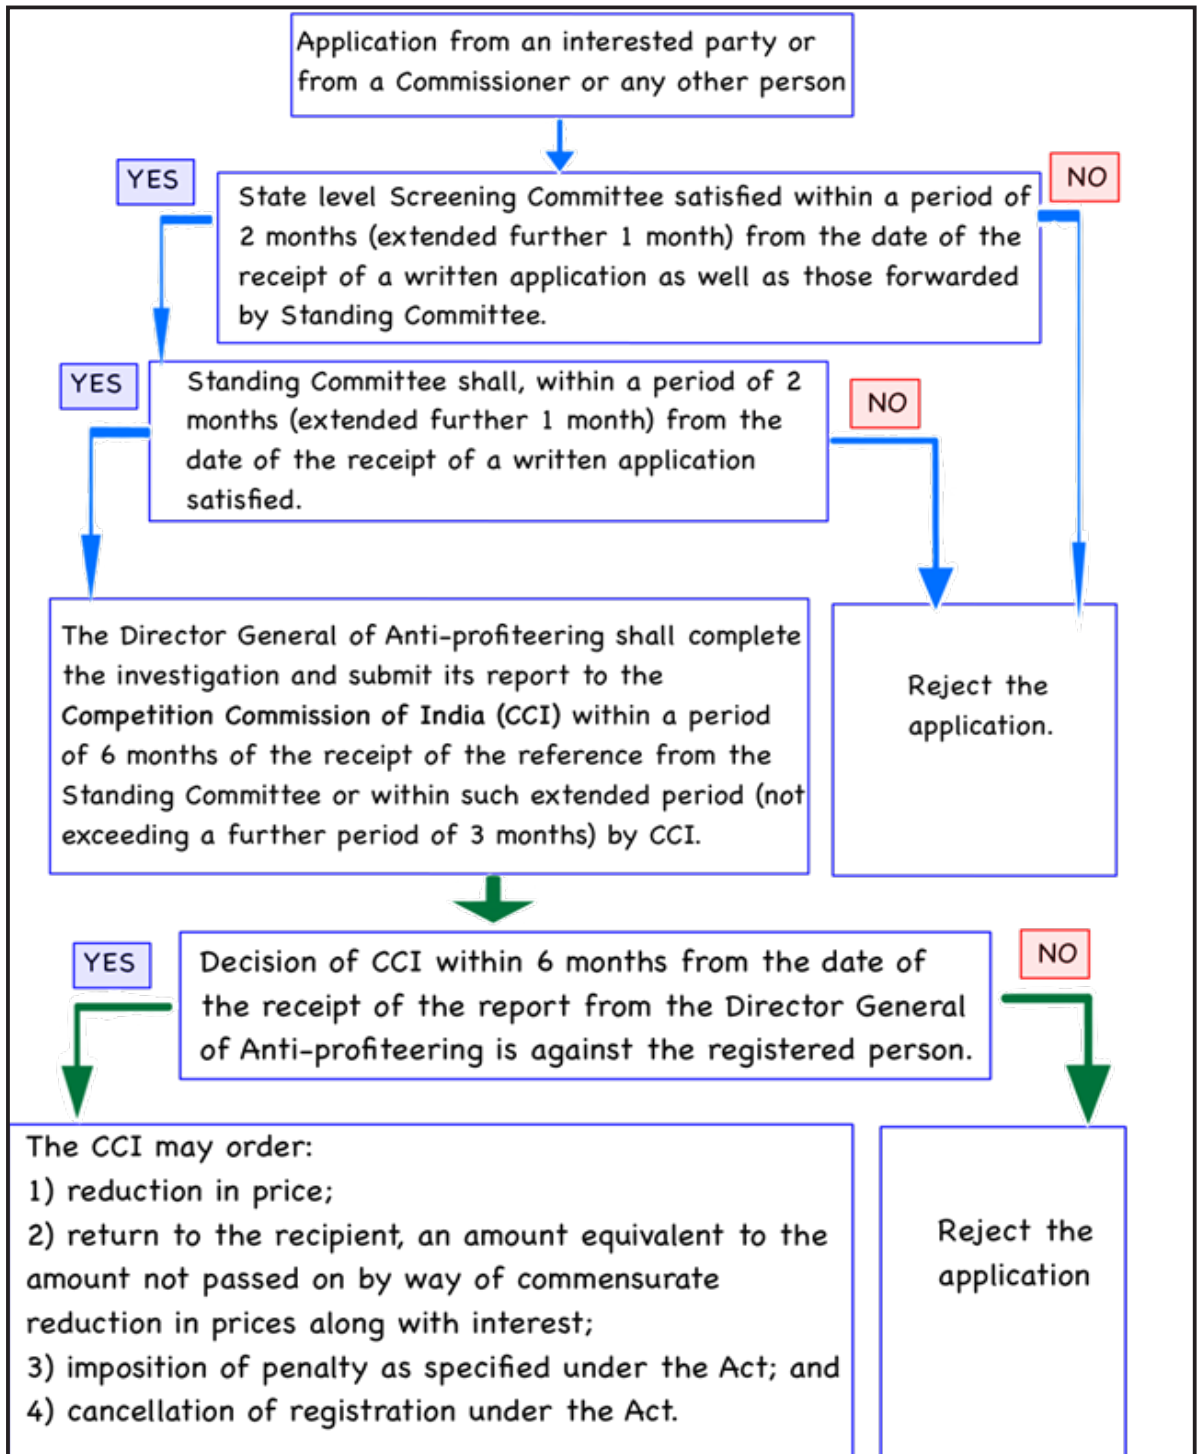 Application from an interested party or
from a Commissioner or any other person
YES
NO
State level Screening Committee satisfied within a period of
2 months (extended further 1 month) from the date of the
receipt of a written application as well as those forwarded
by Standing Committee.
YES
NO
Standing Committee shall, within a period of 2
months (extended further 1 month) from the
date of the receipt of a written application
satisfied.
The Director General of Anti-profiteering shall complete
the investigation and submit its report to the
Competition Commission of India (CCI) within a period
of 6 months of the receipt of the reference from the
Standing Committee or within such extended period (not
exceeding a further period of 3 months) by CCI.
Reject the
application.
YES
NO
Decision of CCI within 6 months from the date of
the receipt of the report from the Director General
of Anti-profiteering is against the registered person.
The CCI may order:
1) reduction in price;
2) return to the recipient, an amount equivalent to the
amount not passed on by way of commensurate
reduction in prices along with interest;
3) imposition of penalty as specified under the Act; and
4) cancellation of registration under the Act.
Reject the
application